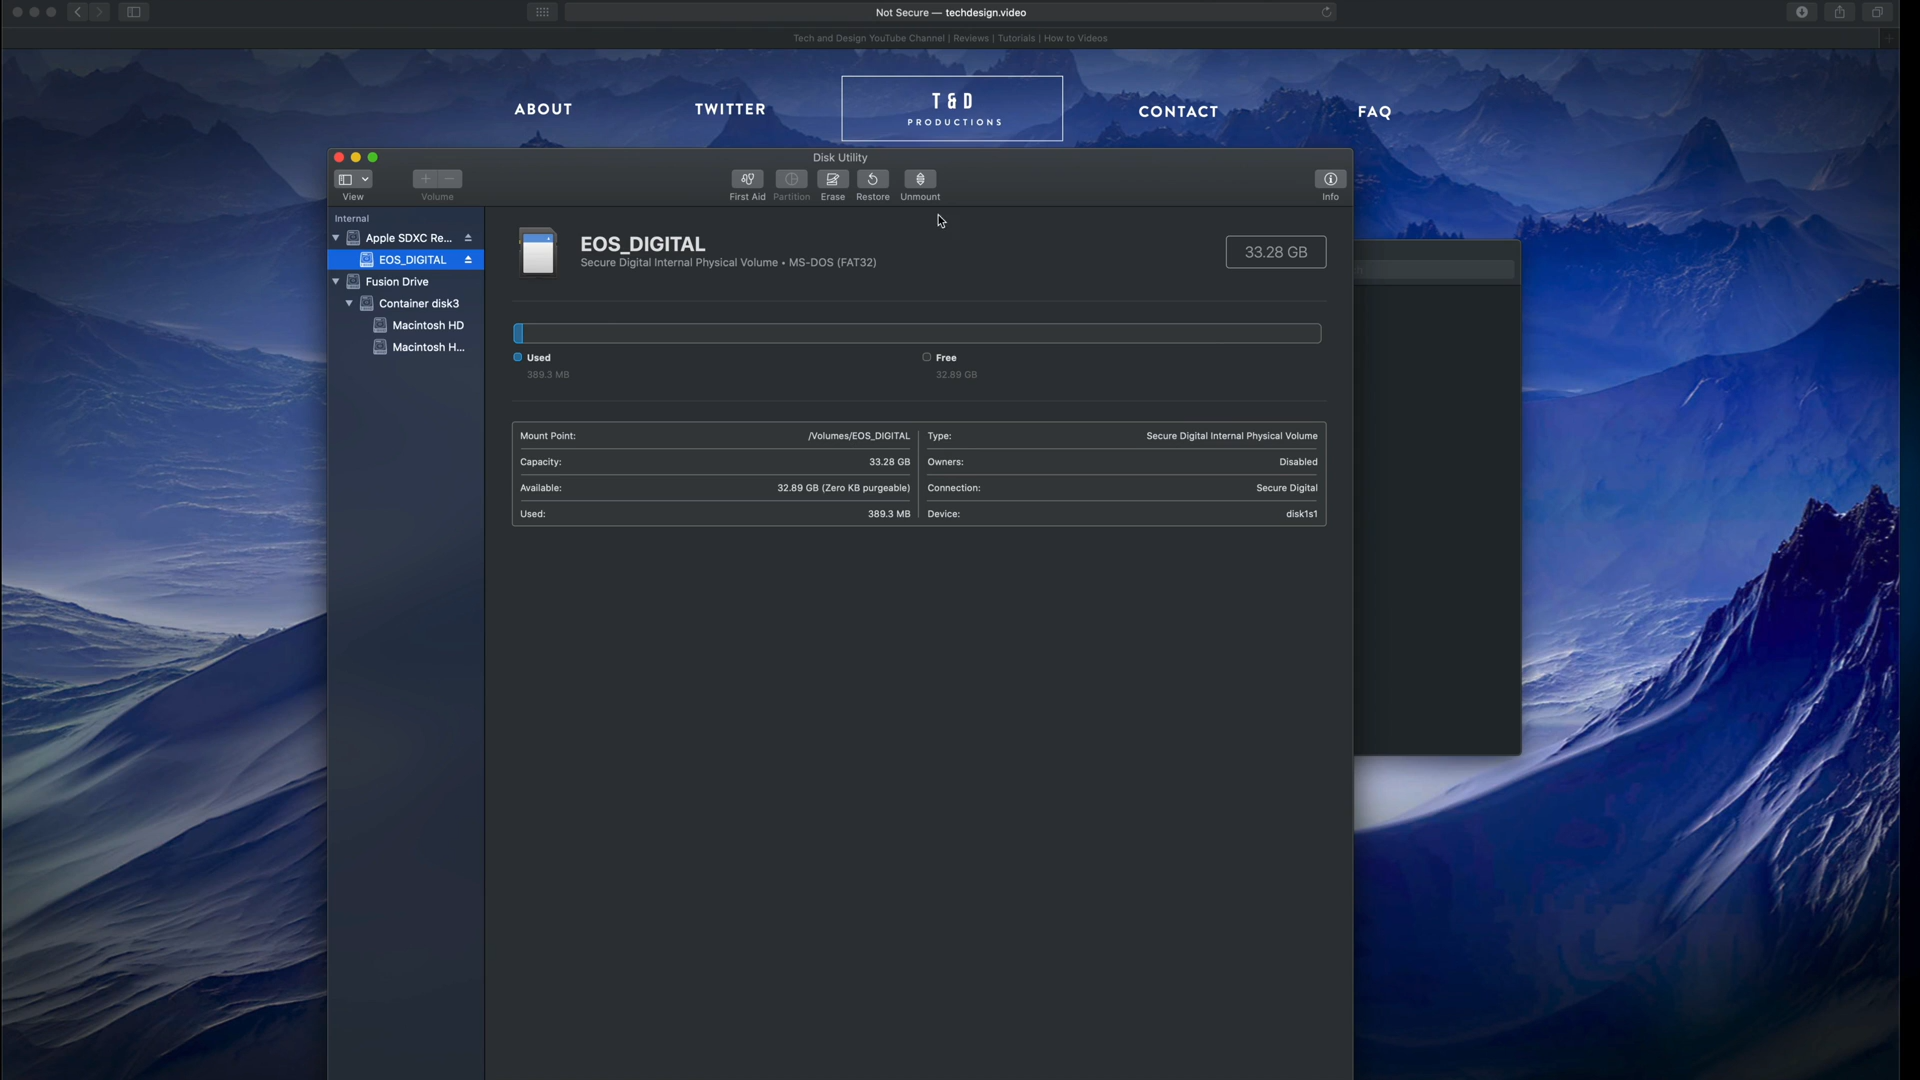 Not Secure — techdesign.video
Tech and Design YouTube Channel | Reviews | Tutorials | How to Videos
ABOUT
TWITTER
T & D
PRODUCTIONS
CONTACT
FAQ
Disk Utility
View
Volume
First Aid
Partition
Erase
Restore
Unmount
Info
Internal
Apple SDXC Re...
EOS_DIGITAL
Fusion Drive
Container disk3
Macintosh HD
Macintosh H...
EOS_DIGITAL
Secure Digital Internal Physical Volume • MS-DOS (FAT32)
33.28 GB
Used
389.3 MB
Free
32.89 GB
Mount Point: /Volumes/EOS_DIGITAL
Type: Secure Digital Internal Physical Volume
Capacity: 33.28 GB
Owners: Disabled
Available: 32.89 GB (Zero KB purgeable)
Connection: Secure Digital
Used: 389.3 MB
Device: disk1s1